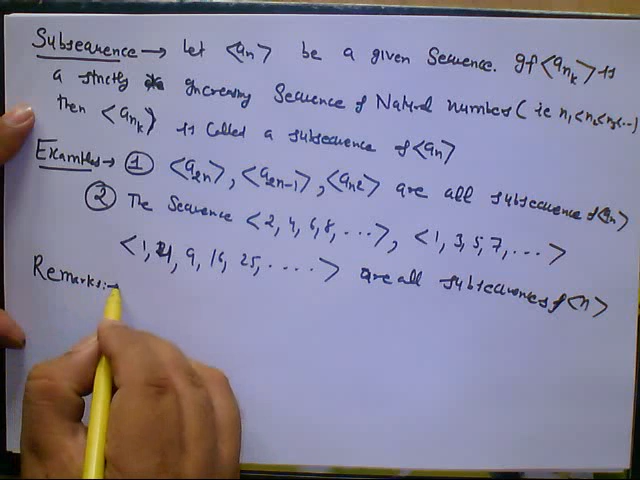 Subsequence → Let <aₙ> be a given Sequence. If <aₙₖ> is
a strictly increasing Sequence of Natural numbers (ie n₁<n₂<n₃<---)
then <aₙₖ> is called a subsequence of <aₙ>
Examples → ① <a₂ₙ>, <a₂ₙ₋₁>, <aₙ²> are all subsequence of <aₙ>
② The Sequence <2, 4, 6, 8, ...>, <1, 3, 5, 7, ...>
<1, 4, 9, 16, 25, ....> are all subsequences of <n>
Remarks:→